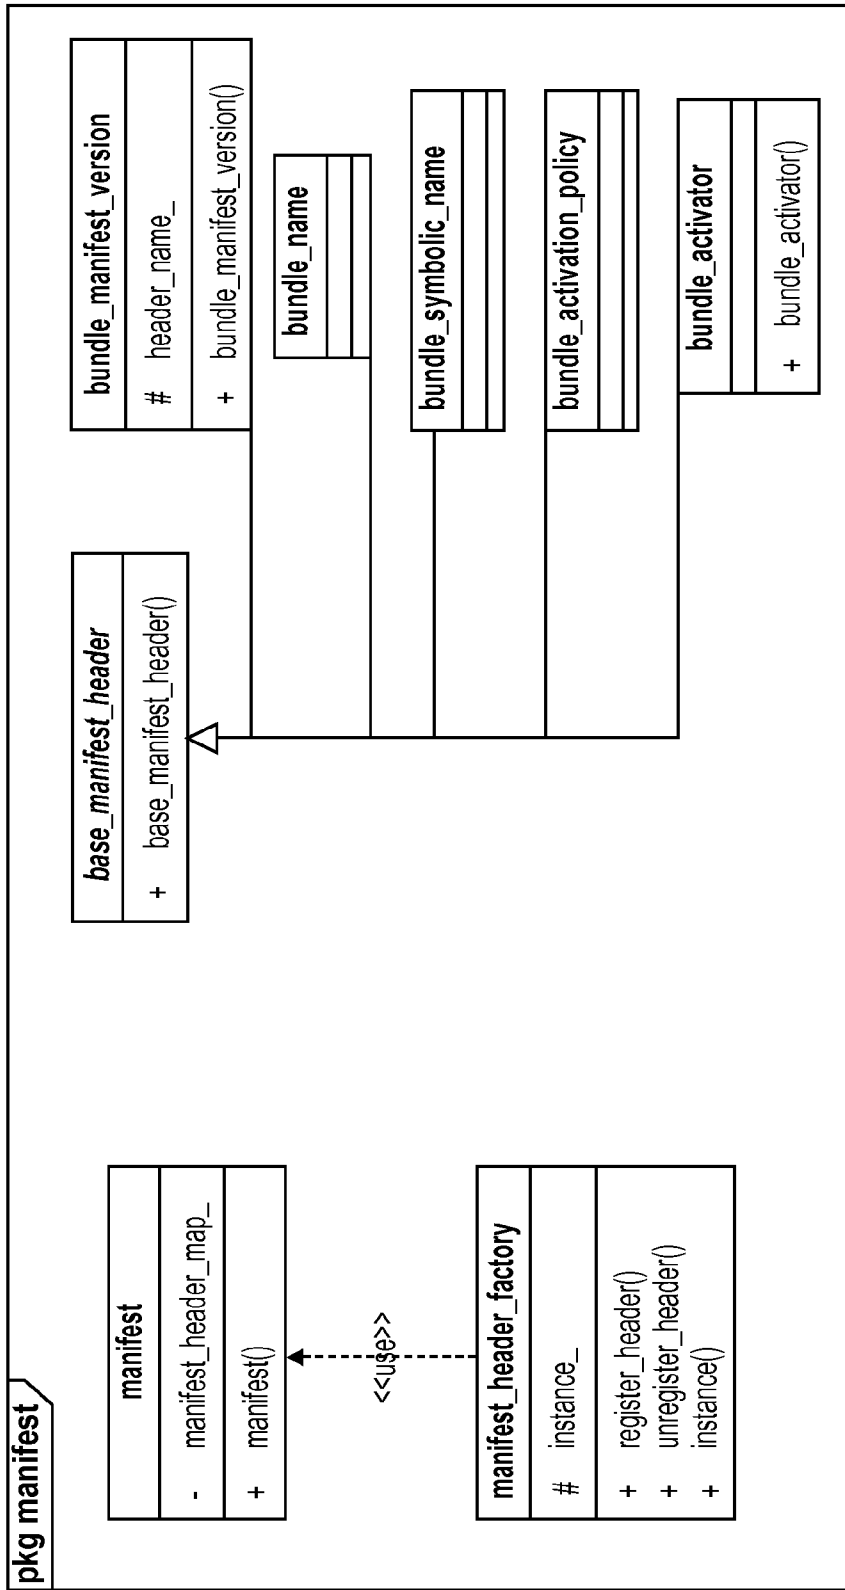 pkg manifest
manifest
- manifest_header_map_
+ manifest()
<<use>>
manifest_header_factory
# instance_
+ register_header()
+ unregister_header()
+ instance()
base_manifest_header
+ base_manifest_header()
bundle_manifest_version
# header_name_
+ bundle_manifest_version()
bundle_name
bundle_symbolic_name
bundle_activation_policy
bundle_activator
+ bundle_activator()